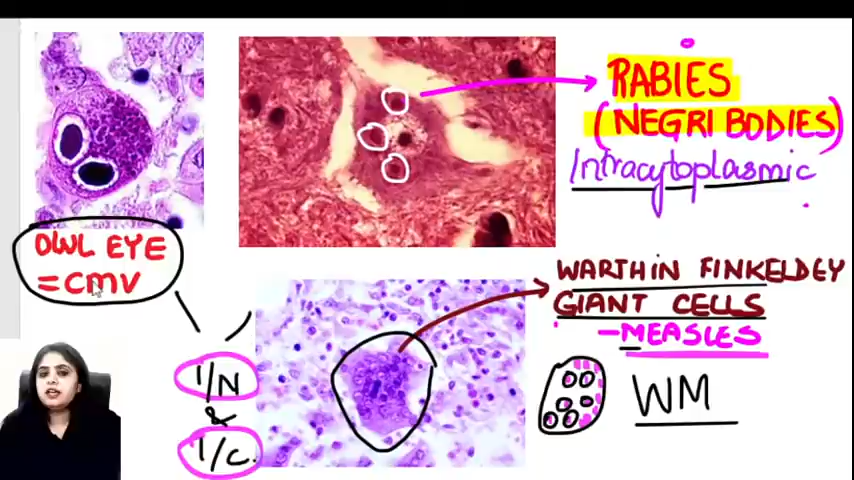 RABIES
(NEGRI BODIES)
Intracytoplasmic
OWL EYE
=CMV
I/N
&
I/C.
WARTHIN FINKELDEY
GIANT CELLS
-MEASLES
WM